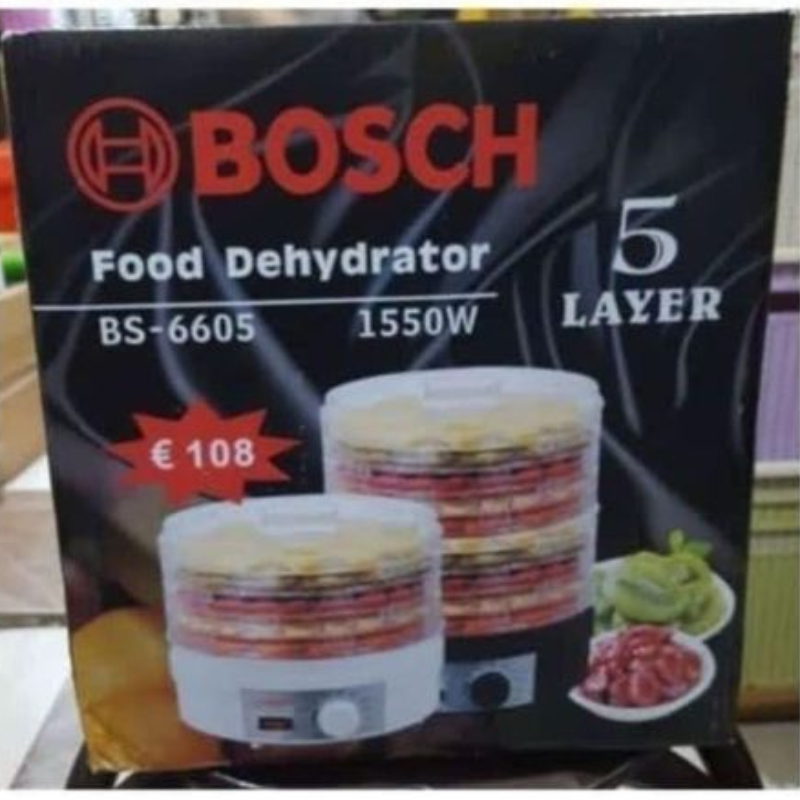 BOSCH
Food Dehydrator
BS-6605 1550W
5
LAYER
€ 108